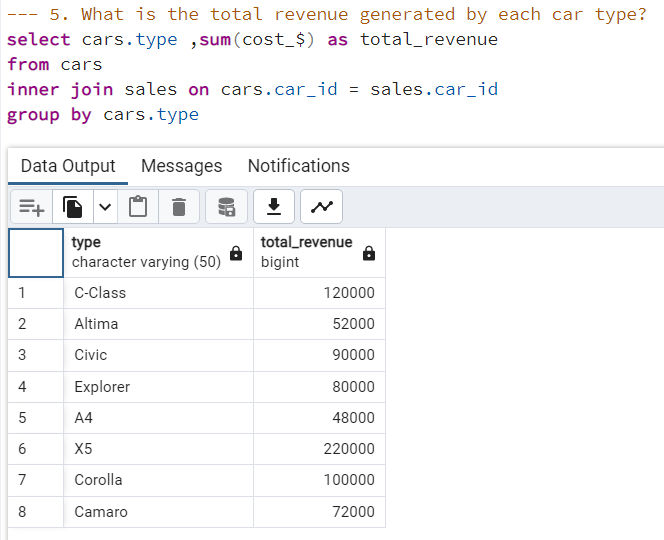 --- 5. What is the total revenue generated by each car type?
select cars.type ,sum(cost_$) as total_revenue
from cars
inner join sales on cars.car_id = sales.car_id
group by cars.type
Data Output Messages Notifications
type total_revenue
character varying (50) bigint
1 C-Class 120000
2 Altima 52000
3 Civic 90000
4 Explorer 80000
5 A4 48000
6 X5 220000
7 Corolla 100000
8 Camaro 72000